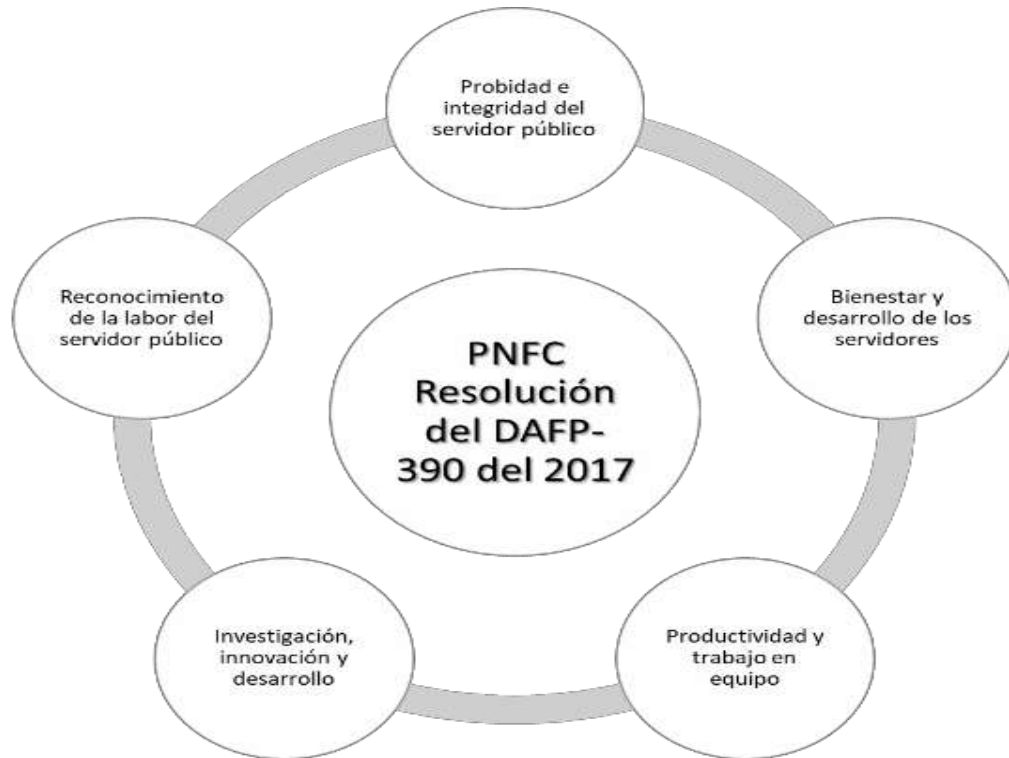 Probidad e
integridad del
servidor público
Reconocimiento
de la labor del
servidor público
Bienestar y
desarrollo de los
servidores
PNFC
Resolución
del DAFP-
390 del 2017
Investigación,
innovación y
desarrollo
Productividad y
trabajo en
equipo